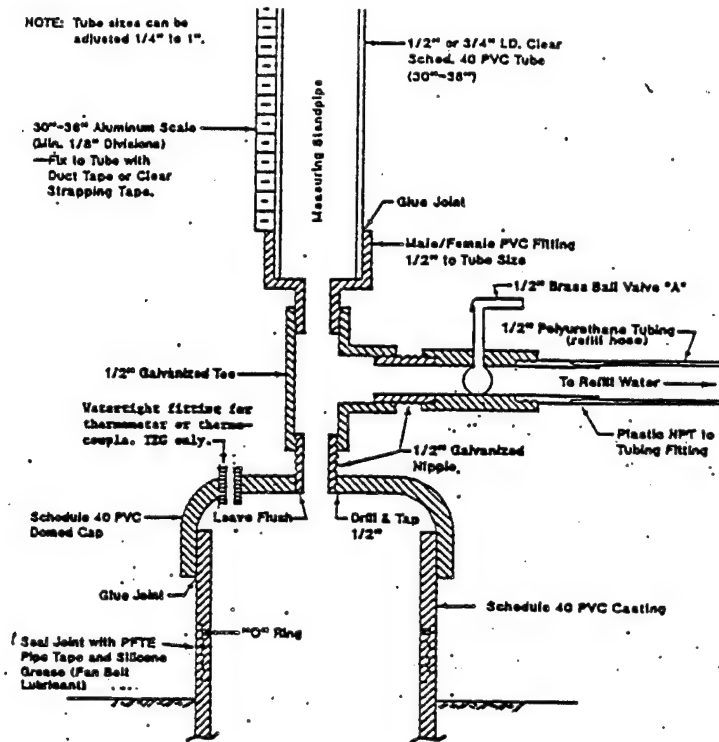 NOTE: Tube sizes can be
adjusted 1/4" to 1".
1/2" or 3/4" I.D. Clear
Sched. 40 PVC Tube
(30"-36")
30"-36" Aluminum Scale
(Min. 1/8" Divisions)
Fix to Tube with
Duct Tape or Clear
Strapping Tape.
Measuring Standpipe
Glue Joint
Male/Female PVC Fitting
1/2" to Tube Size
1/2" Brass Ball Valve "A"
1/2" Polyurethane Tubing
(refill hose)
1/2" Galvanized Tee
To Refill Water
Watertight fitting for
thermometer or thermo-
couple. TEG only.
Plastic NPT to
Tubing Fitting
1/2" Galvanized
Nipple
Schedule 40 PVC
Domed Cap
Leave Flush
Drill & Tap
1/2"
Glue Joint
Schedule 40 PVC Casting
"O" Ring
Seal Joint with PFTE
Pipe Tape and Silicone
Grease (Fan Belt
Lubricant)